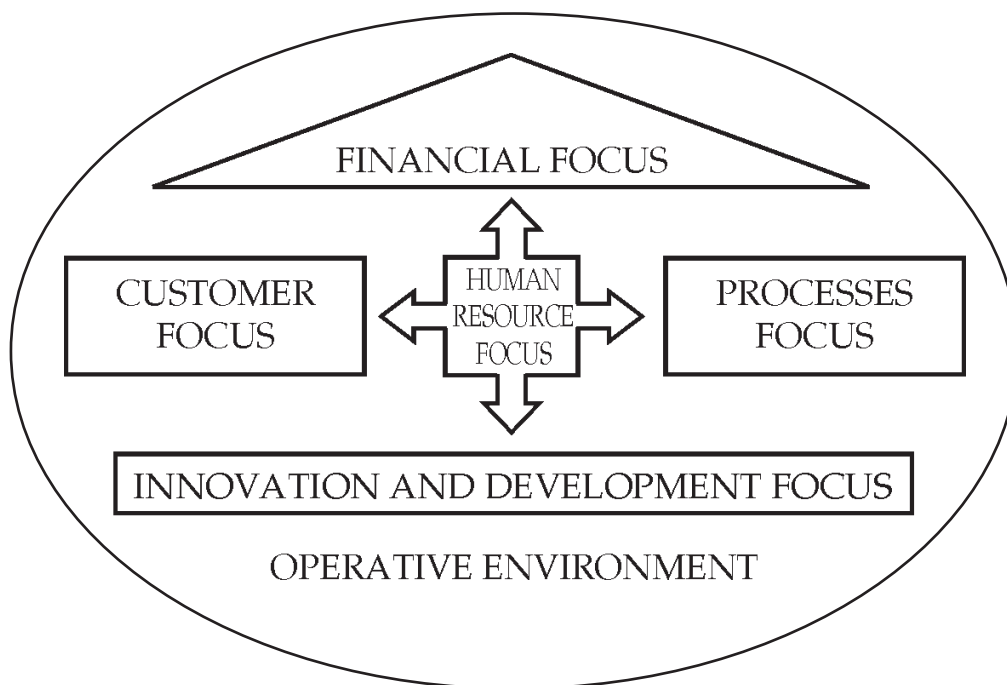 FINANCIAL FOCUS
CUSTOMER
FOCUS
HUMAN
RESOURCE
FOCUS
PROCESSES
FOCUS
INNOVATION AND DEVELOPMENT FOCUS
OPERATIVE ENVIRONMENT